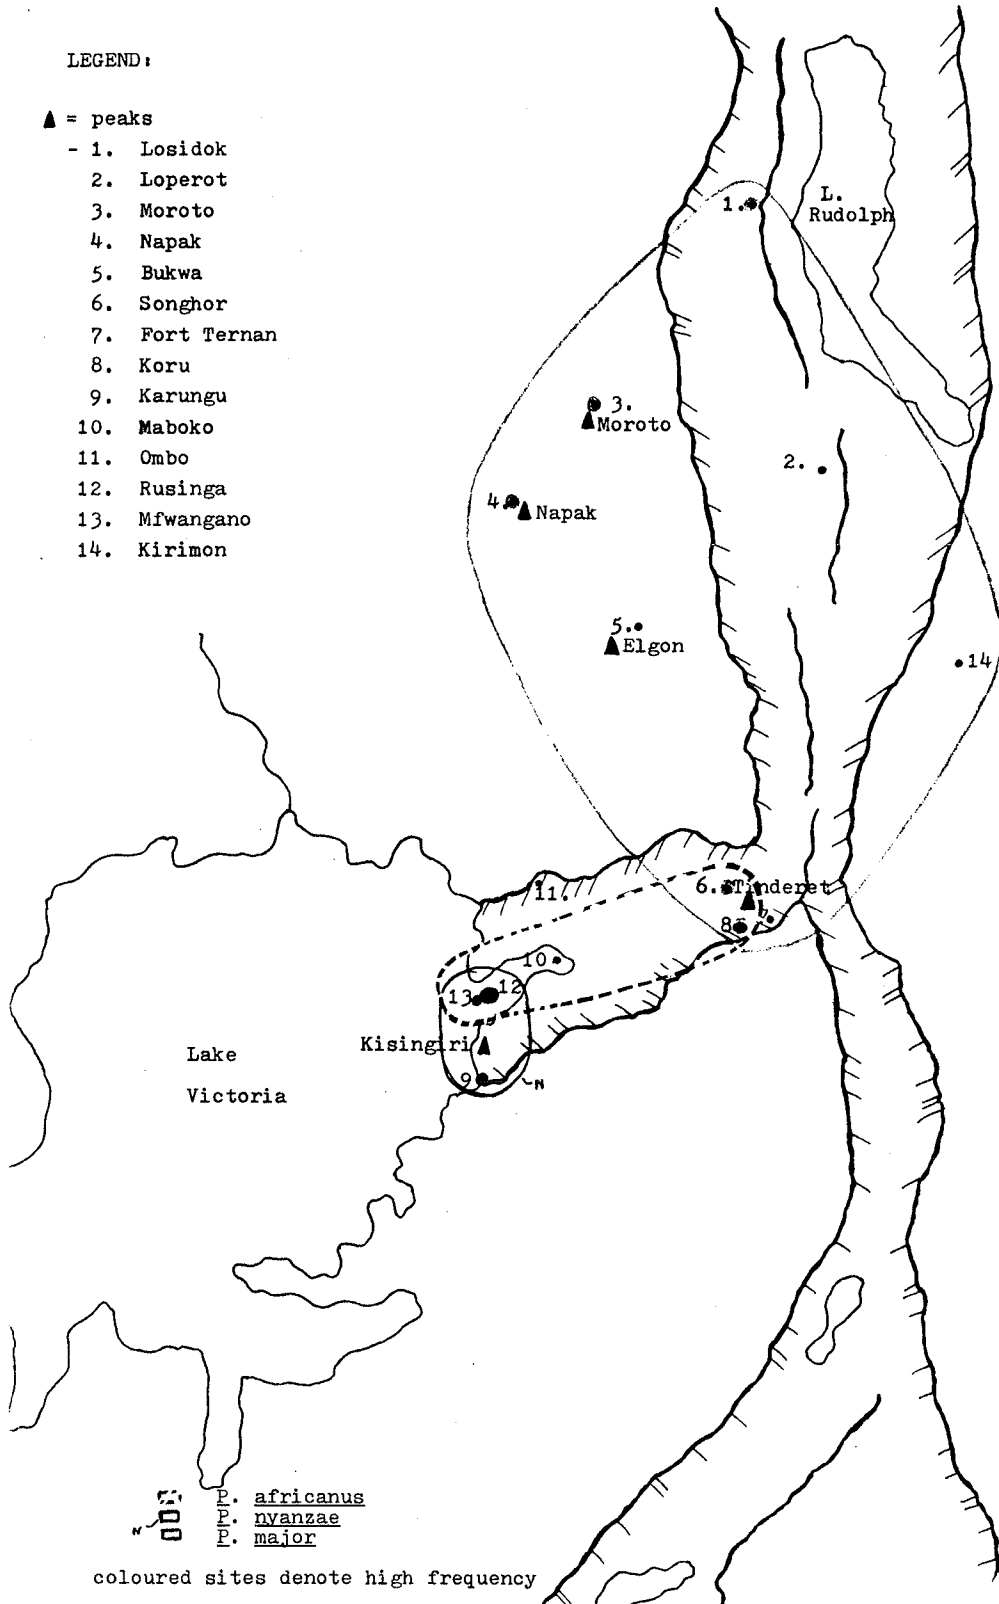 LEGEND:
▲ = peaks
- 1. Losidok
2. Loperot
3. Moroto
4. Napak
5. Bukwa
6. Songhor
7. Fort Ternan
8. Koru
9. Karungu
10. Maboko
11. Ombo
12. Rusinga
13. Mfwangano
14. Kirimon
1.
L.
Rudolph
3.
Moroto
2.
4.
Napak
5.
Elgon
14
6. Tinderet
11.
8
7
10
13 12
Kisingiri
9
N
Lake
Victoria
P. africanus
N P. nyanzae
P. major
coloured sites denote high frequency